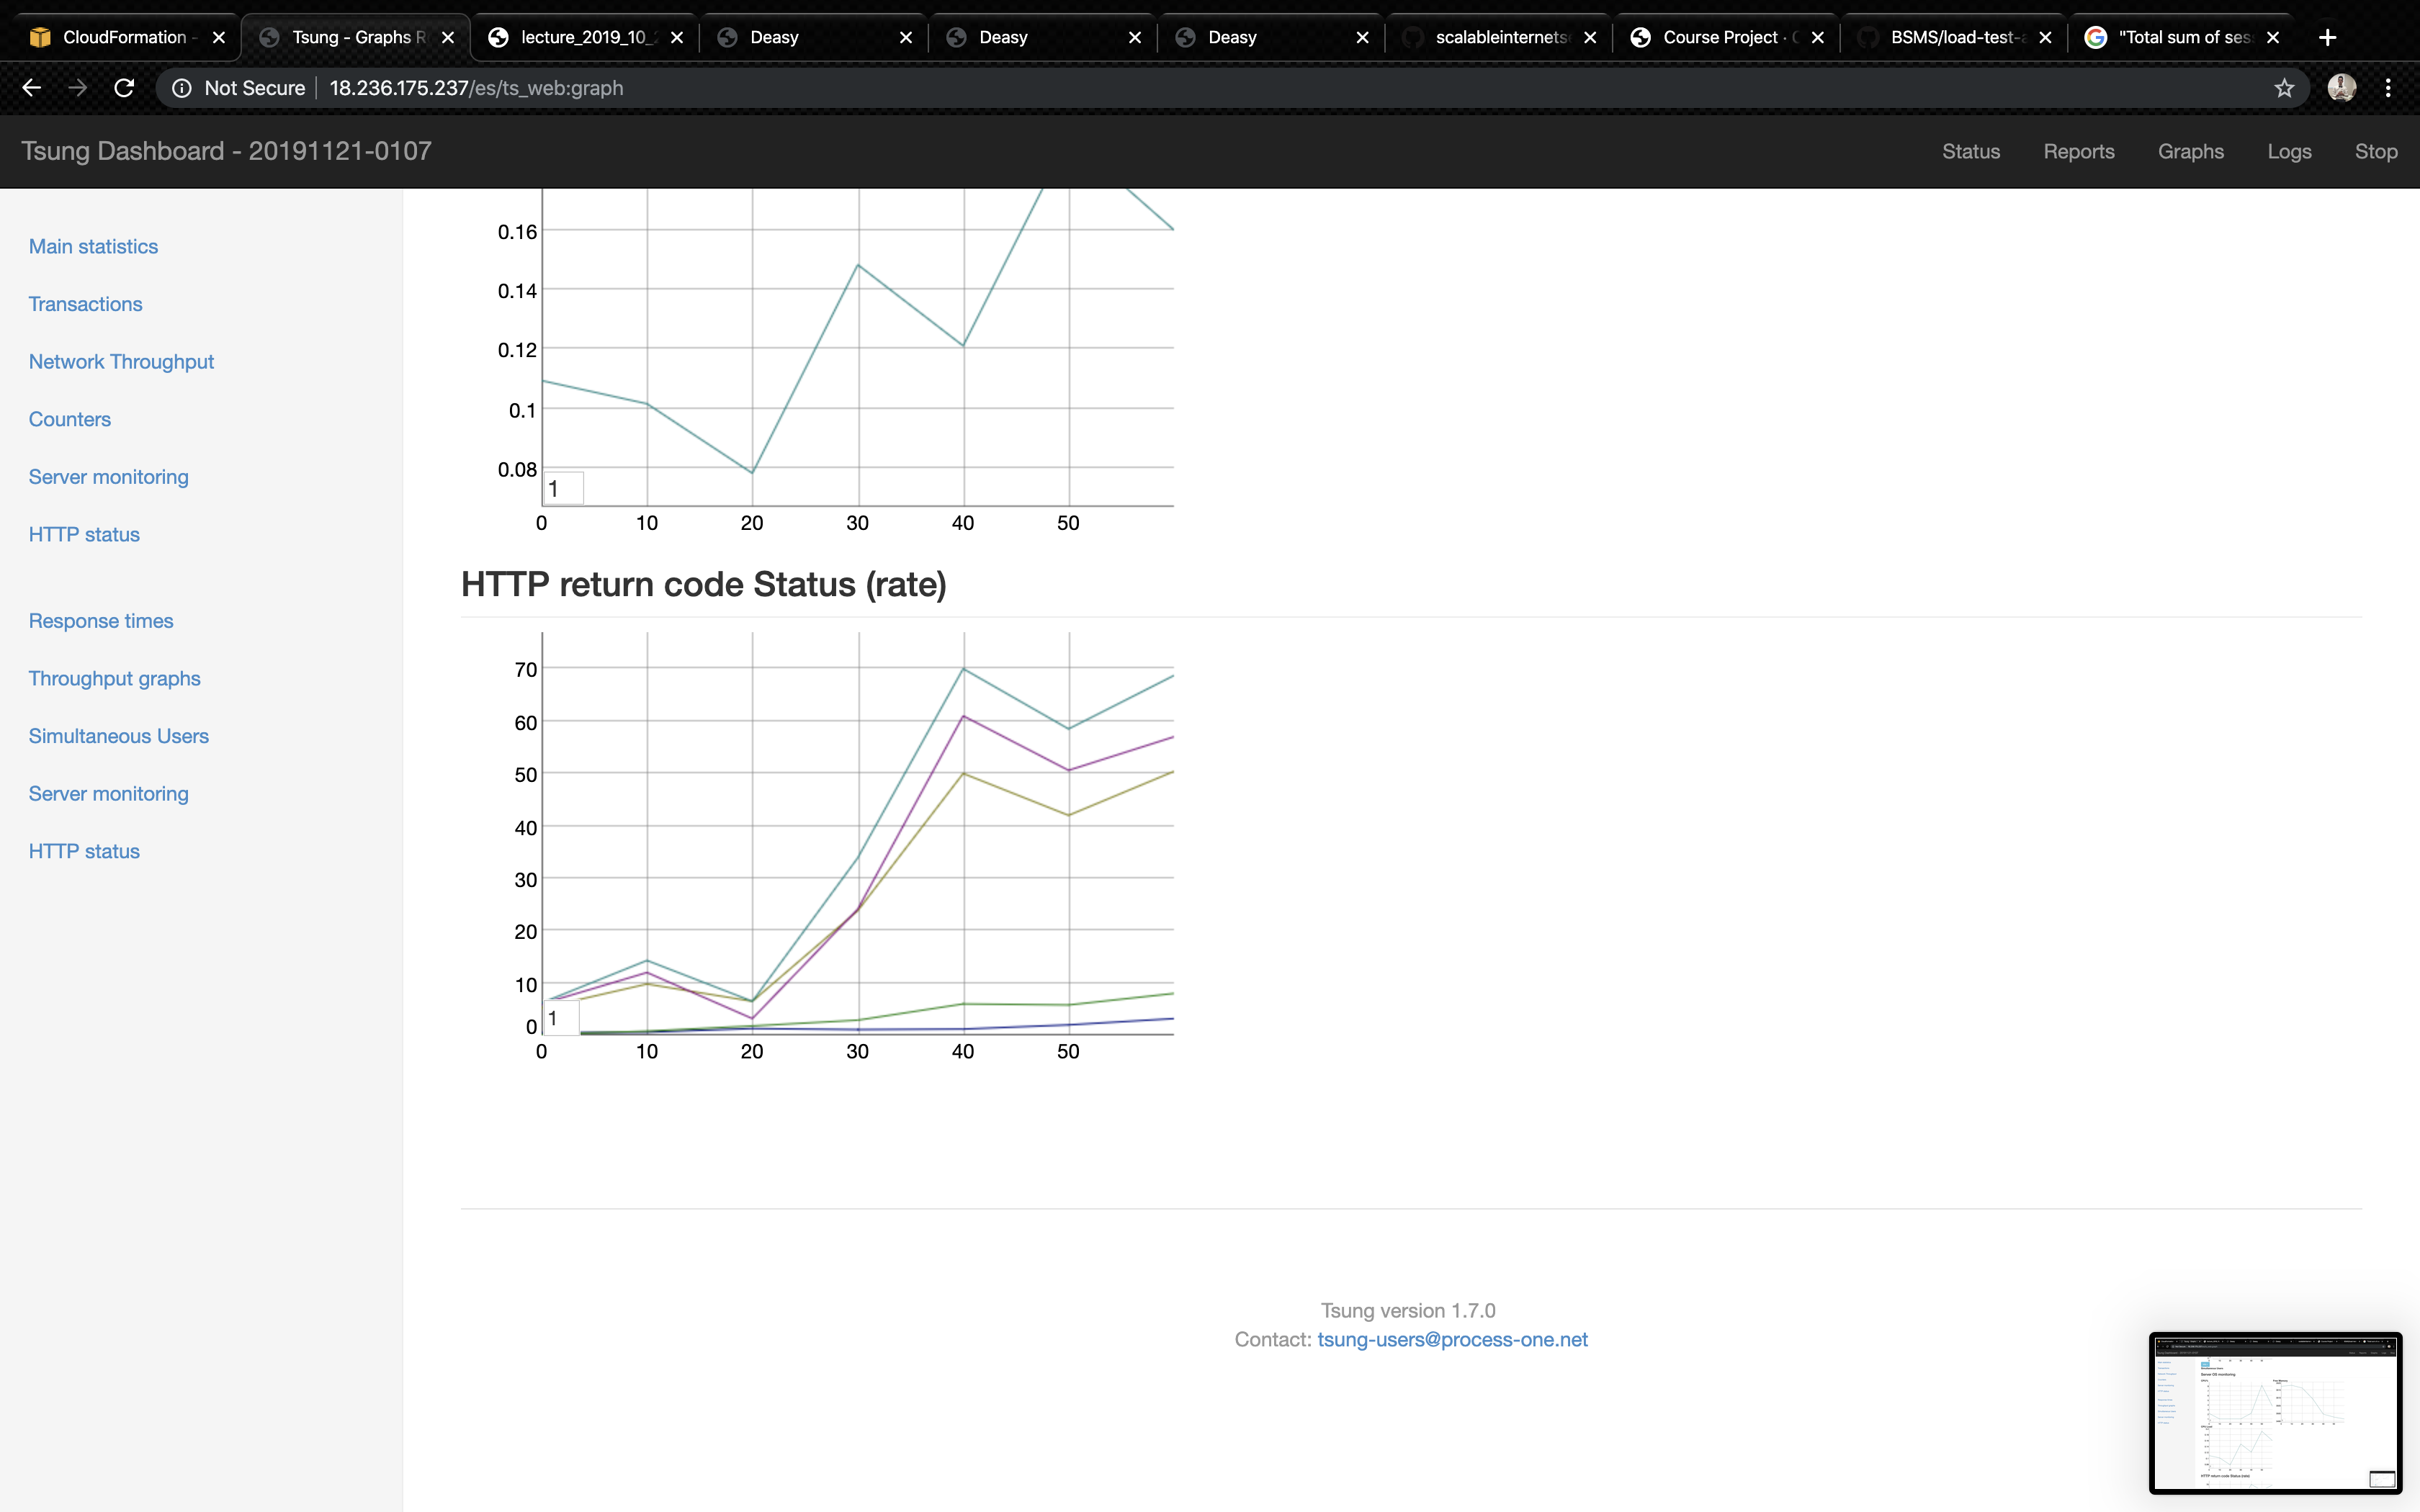 CloudFormation -
Tsung - Graphs R
lecture_2019_10_
Deasy
Deasy
Deasy
scalableinternets
Course Project ·
BSMS/load-test-
"Total sum of ses
Not Secure
18.236.175.237/es/ts_web:graph
Tsung Dashboard - 20191121-0107
Status
Reports
Graphs
Logs
Stop
Main statistics
Transactions
Network Throughput
Counters
Server monitoring
HTTP status
Response times
Throughput graphs
Simultaneous Users
Server monitoring
HTTP status
0.16
0.14
0.12
0.1
0.08
1
0 10 20 30 40 50
HTTP return code Status (rate)
70
60
50
40
30
20
10
0
1
0 10 20 30 40 50
Tsung version 1.7.0
Contact: tsung-users@process-one.net